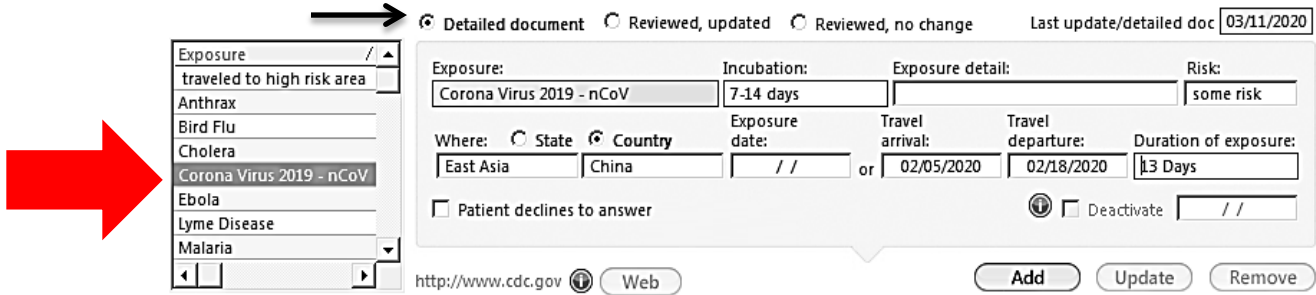 Detailed document Reviewed, updated Reviewed, no change Last update/detailed doc 03/11/2020
Exposure /
traveled to high risk area
Anthrax
Bird Flu
Cholera
Corona Virus 2019 - nCoV
Ebola
Lyme Disease
Malaria
Exposure: Incubation: Exposure detail: Risk:
Corona Virus 2019 - nCoV 7-14 days some risk
Where: State Country Exposure date: Travel arrival: Travel departure: Duration of exposure:
East Asia China / / or 02/05/2020 02/18/2020 13 Days
Patient declines to answer Deactivate / /
http://www.cdc.gov Web Add Update Remove